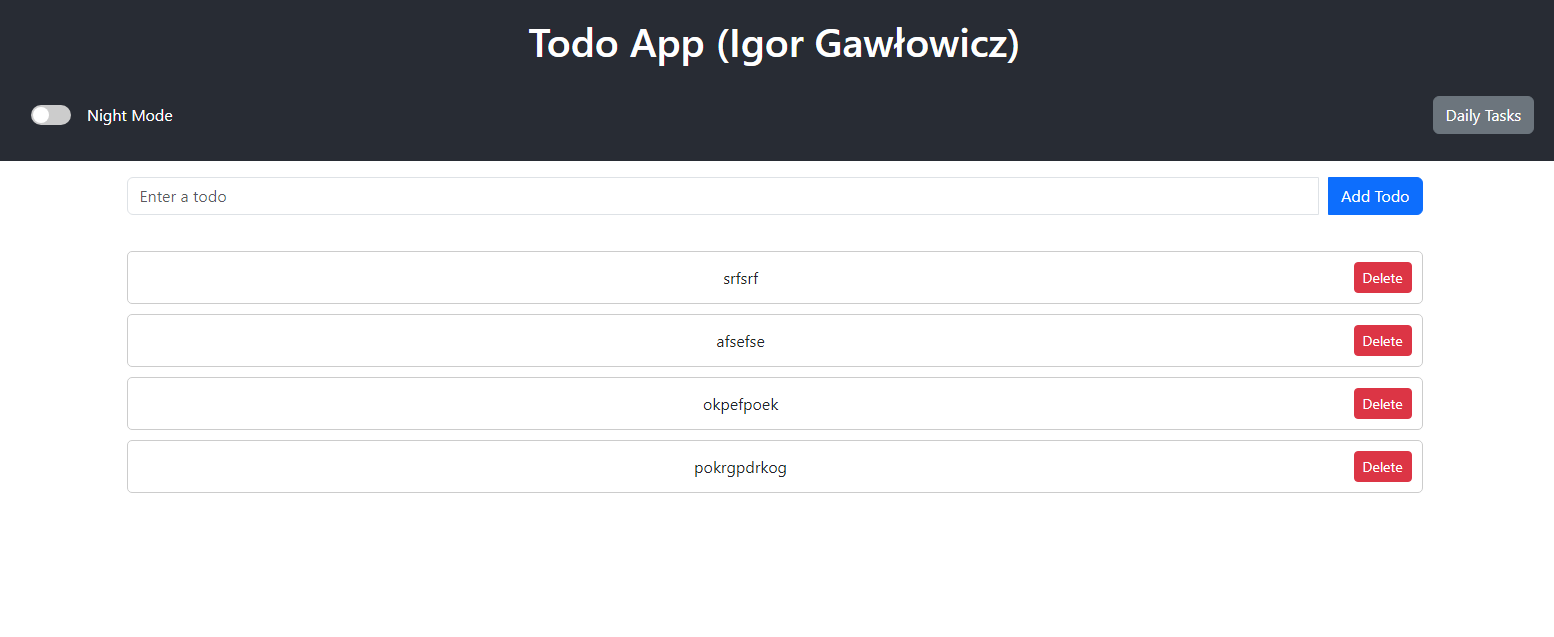 Todo App (Igor Gawłowicz)
Night Mode
Daily Tasks
Enter a todo
Add Todo
srfsrf
Delete
afsefse
Delete
okpefpoek
Delete
pokrgpdrkog
Delete